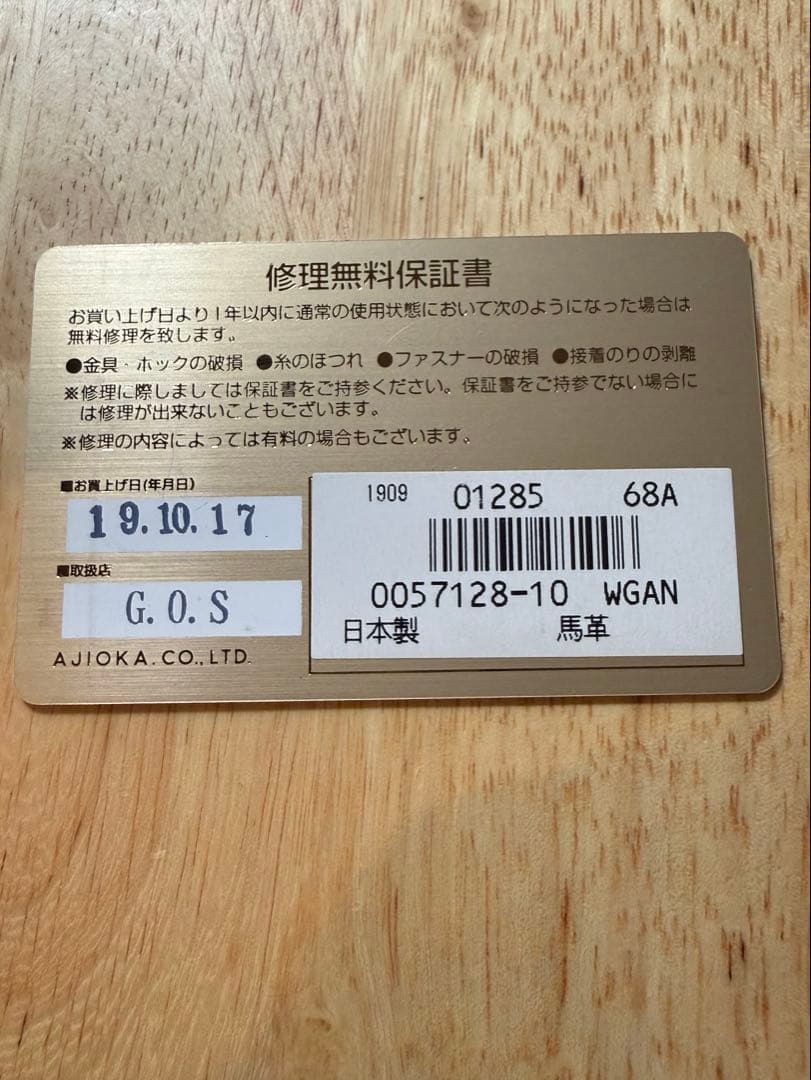 修理無料保証書
お買い上げ日より1年以内に通常の使用状態において次のようになった場合は
無料修理を致します。
●金具・ホックの破損 ●糸のほつれ ●ファスナーの破損 ●接着のりの剥離
※修理に際しましては保証書をご持参ください。保証書をご持参でない場合に
は修理が出来ないこともございます。
※修理の内容によっては有料の場合もございます。
■お買上げ日(年月日)
19.10.17
■取扱店
G.O.S
AJIOKA.CO.,LTD.
1909 01285 68A
0057128-10 WGAN
日本製 馬革